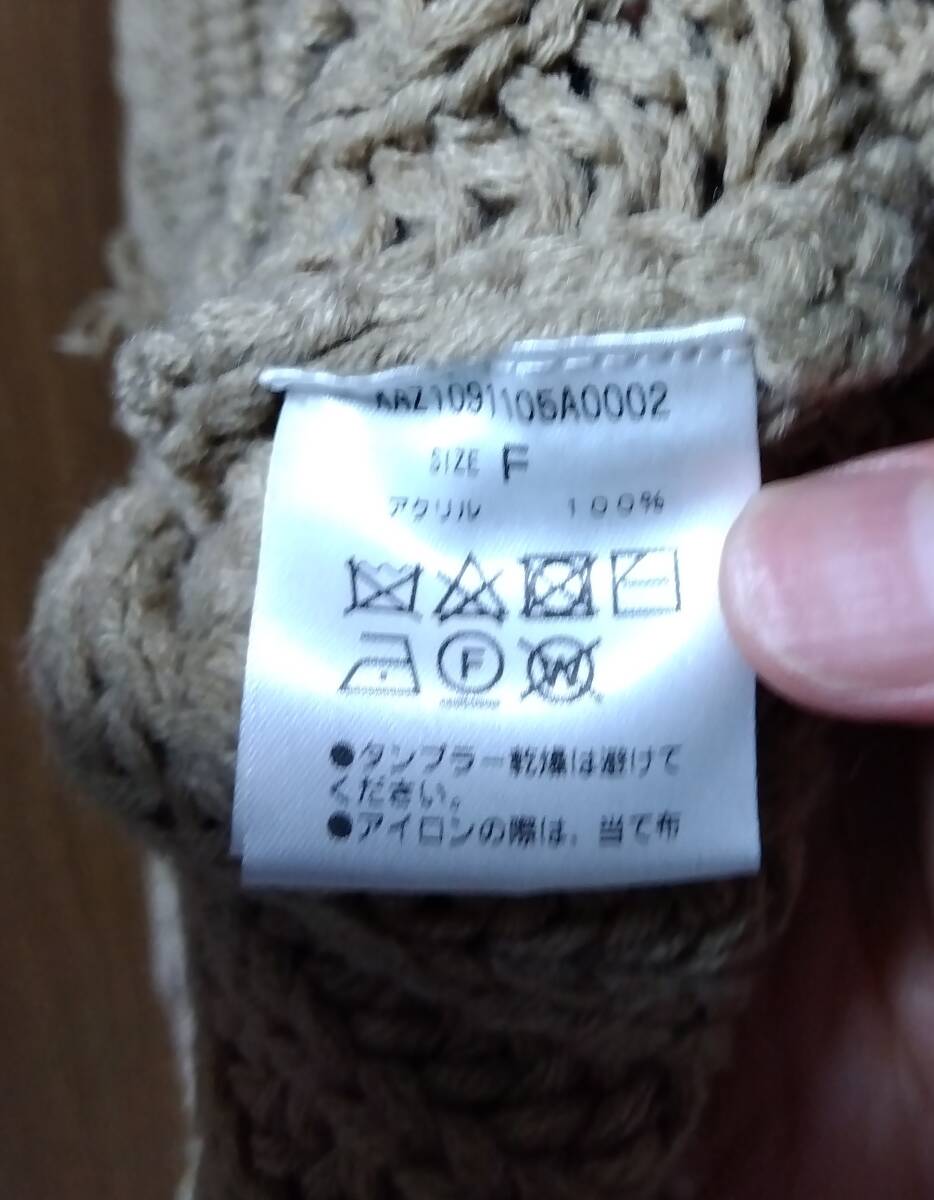 AAZ1091105A0002
SIZE F
アクリル 100%
F
W
●タンブラー乾燥は避けて
ください。
●アイロンの際は、当て布